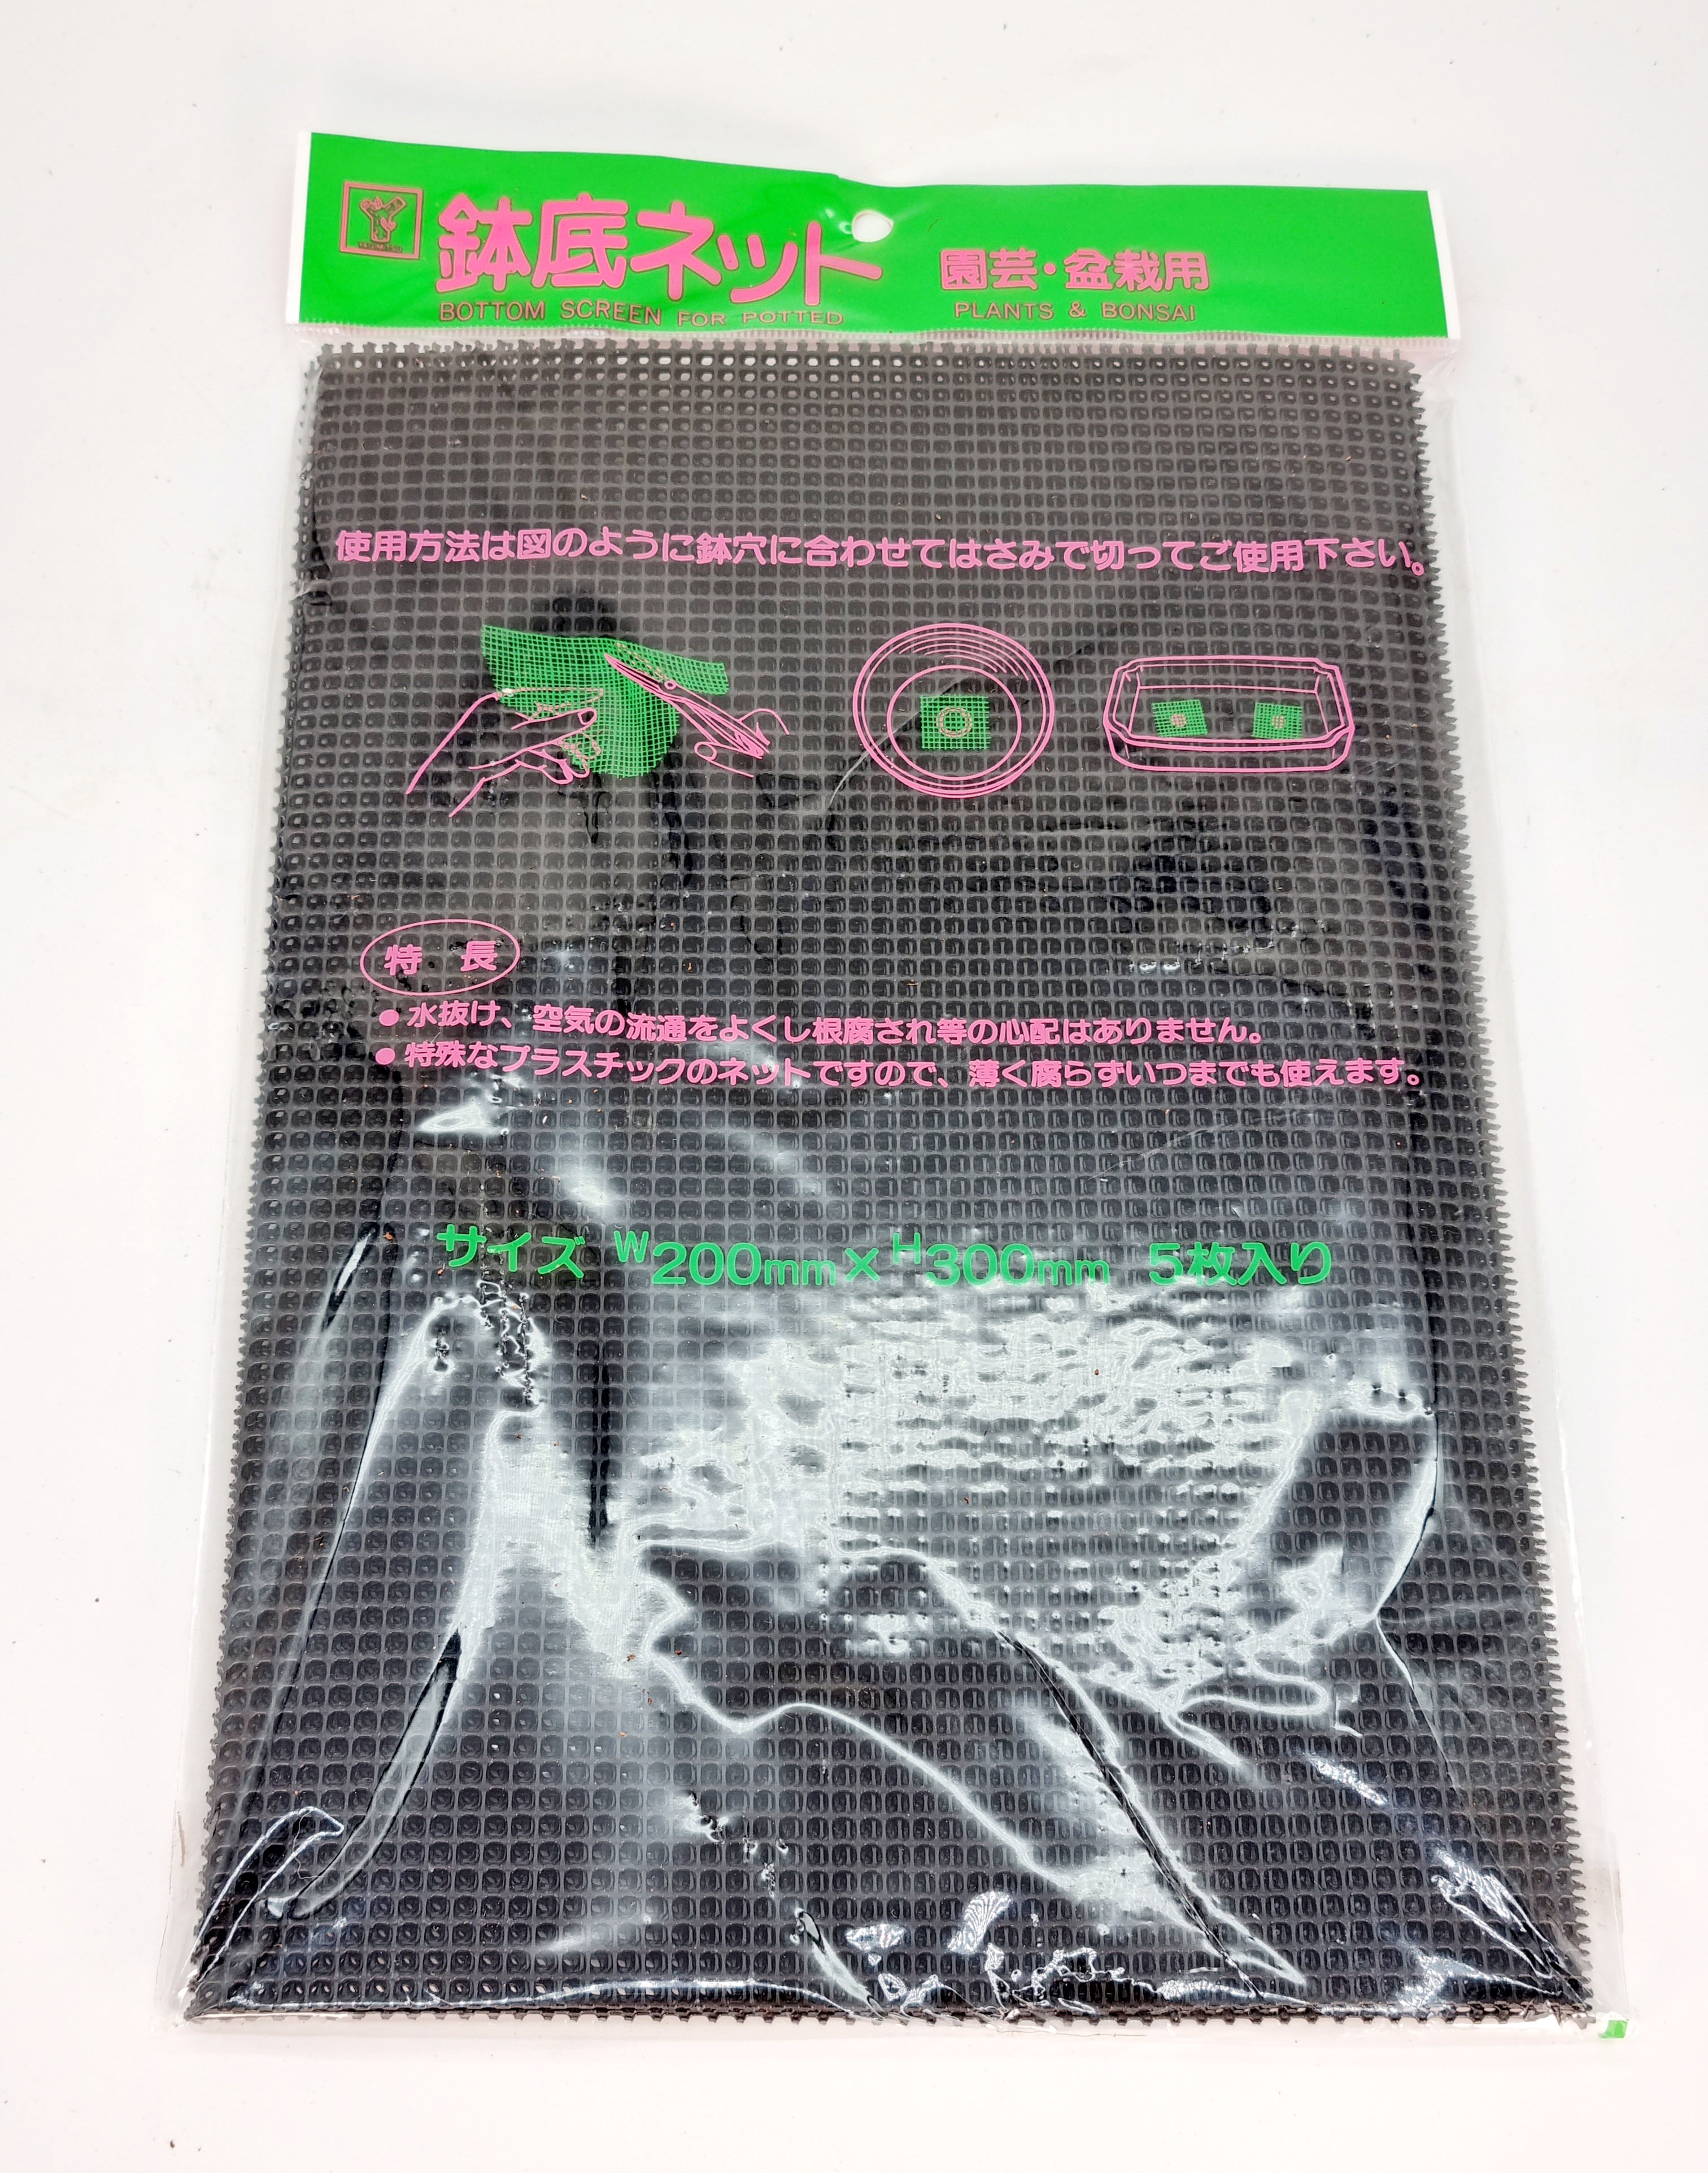 鉢底ネット
園芸・盆栽用
BOTTOM SCREEN FOR POTTED
PLANTS & BONSAI
使用方法は図のように鉢穴に合わせてはさみで切ってご使用下さい。
特 長
● 水抜け、空気の流通をよくし根腐され等の心配はありません。
● 特殊なプラスチックのネットですので、薄く腐らずいつまでも使えます。
サイズ W200mm×H300mm 5枚入り